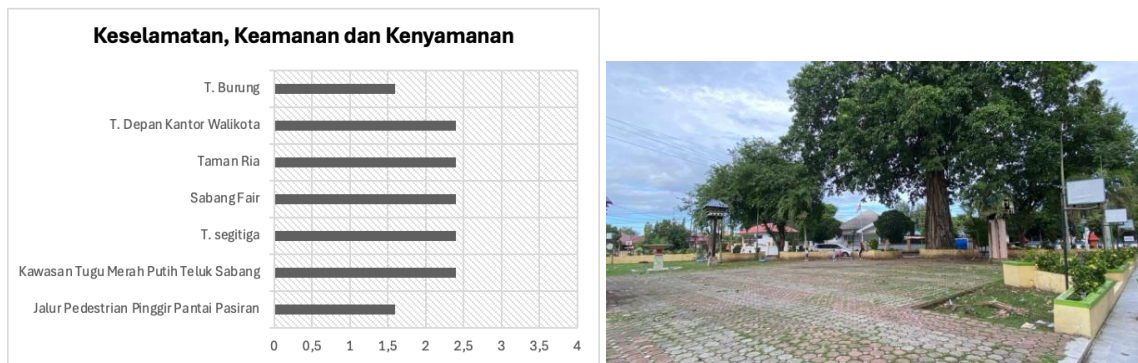 Keselamatan, Keamanan dan Kenyamanan
T. Burung
T. Depan Kantor Walikota
Taman Ria
Sabang Fair
T. segitiga
Kawasan Tugu Merah Putih Teluk Sabang
Jalur Pedestrian Pinggir Pantai Pasiran
0 0,5 1 1,5 2 2,5 3 3,5 4